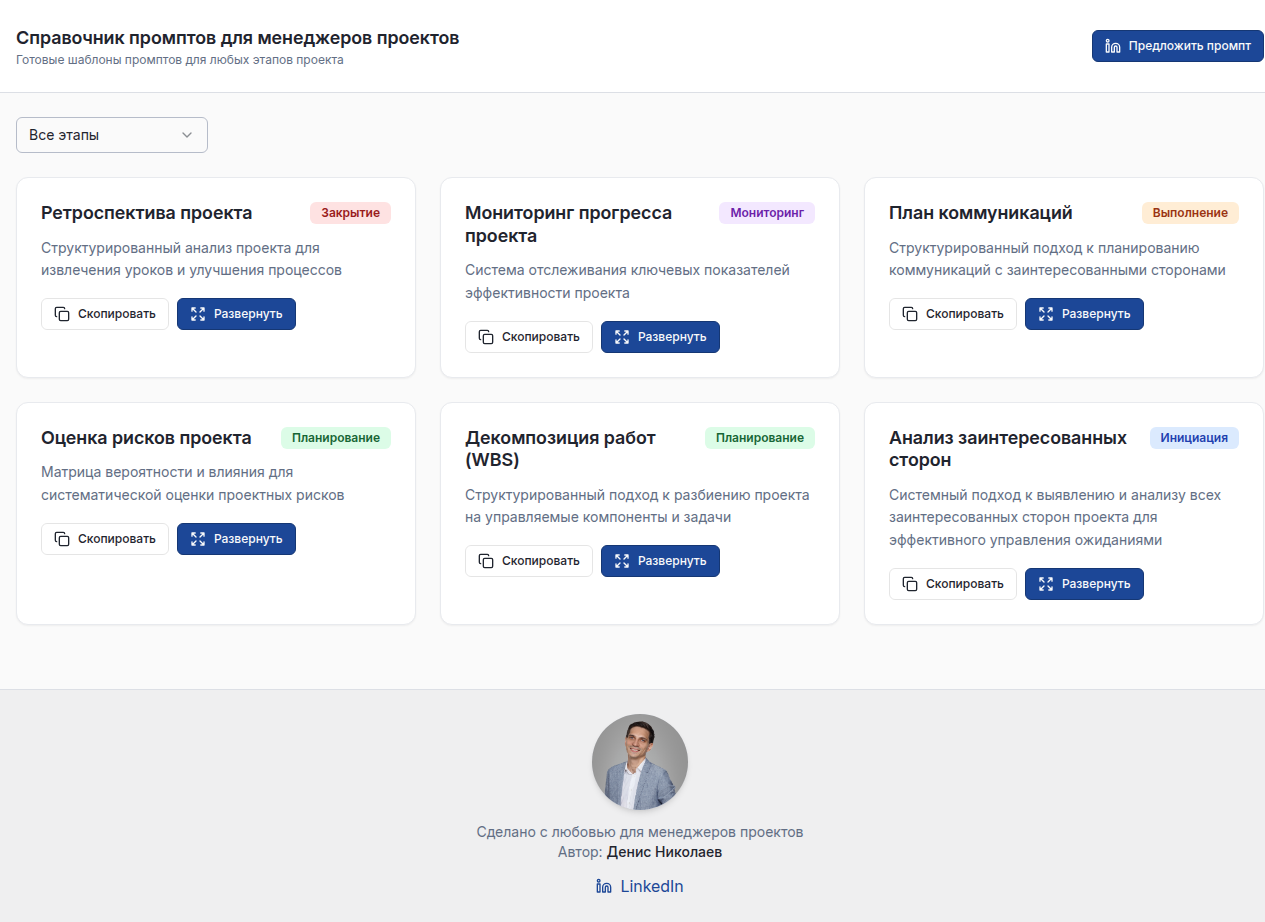 Справочник промптов для менеджеров проектов
Готовые шаблоны промптов для любых этапов проекта
Предложить промпт
Все этапы
Ретроспектива проекта
Закрытие
Структурированный анализ проекта для
извлечения уроков и улучшения процессов
Скопировать
Развернуть
Мониторинг прогресса
проекта
Мониторинг
Система отслеживания ключевых показателей
эффективности проекта
Скопировать
Развернуть
План коммуникаций
Выполнение
Структурированный подход к планированию
коммуникаций с заинтересованными сторонами
Скопировать
Развернуть
Оценка рисков проекта
Планирование
Матрица вероятности и влияния для
систематической оценки проектных рисков
Скопировать
Развернуть
Декомпозиция работ
(WBS)
Планирование
Структурированный подход к разбиению проекта
на управляемые компоненты и задачи
Скопировать
Развернуть
Анализ заинтересованных
сторон
Инициация
Системный подход к выявлению и анализу всех
заинтересованных сторон проекта для
эффективного управления ожиданиями
Скопировать
Развернуть
Сделано с любовью для менеджеров проектов
Автор: Денис Николаев
LinkedIn